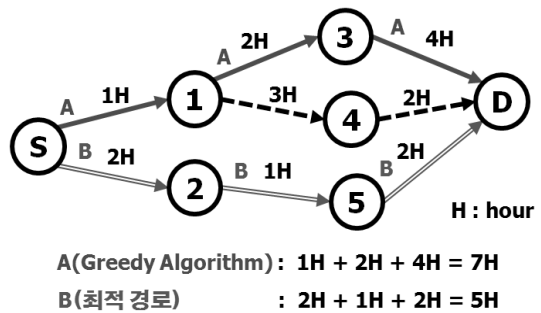 A 2H 3 A 4H
A 1H 1 3H 4 2H D
S
B 2H 2 B 1H 5 B 2H
H : hour
A(Greedy Algorithm) : 1H + 2H + 4H = 7H
B(최적 경로) : 2H + 1H + 2H = 5H